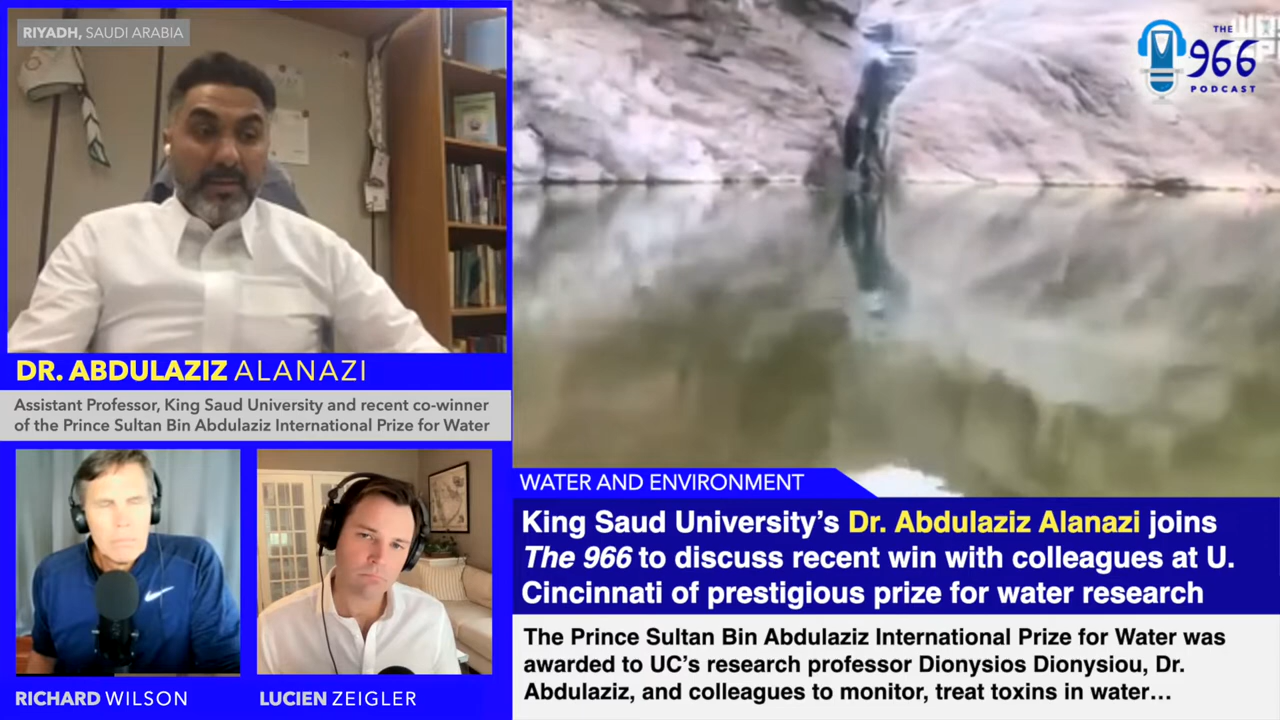 RIYADH, SAUDI ARABIA
DR. ABDULAZIZ ALANAZI
Assistant Professor, King Saud University and recent co-winner
of the Prince Sultan Bin Abdulaziz International Prize for Water
RICHARD WILSON
LUCIEN ZEIGLER
THE
966
PODCAST
WATER AND ENVIRONMENT
King Saud University's Dr. Abdulaziz Alanazi joins
The 966 to discuss recent win with colleagues at U.
Cincinnati of prestigious prize for water research
The Prince Sultan Bin Abdulaziz International Prize for Water was
awarded to UC's research professor Dionysios Dionysiou, Dr.
Abdulaziz, and colleagues to monitor, treat toxins in water...